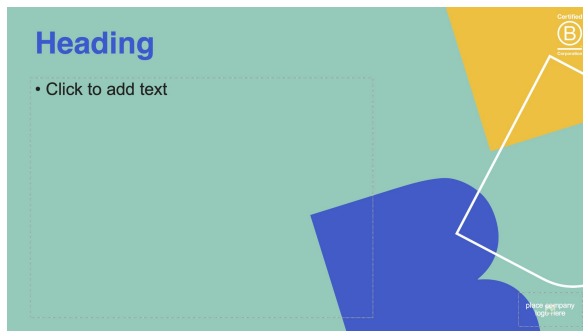 Heading
• Click to add text
Certified
B
Corporation
place company
logo here